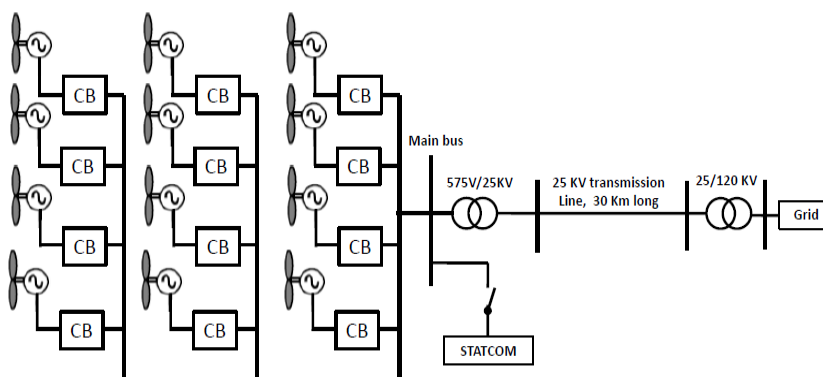 CB
CB
CB
CB
CB
CB
CB
CB
CB
CB
CB
CB
Main bus
575V/25KV
25 KV transmission
Line, 30 Km long
25/120 KV
Grid
STATCOM